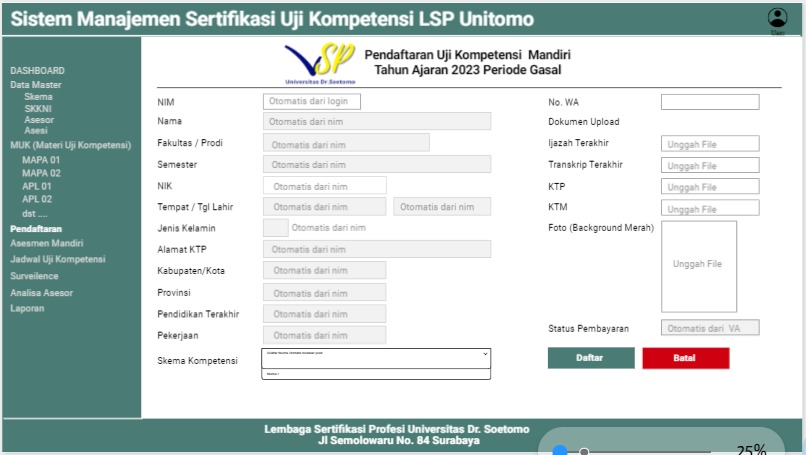 Sistem Manajemen Sertifikasi Uji Kompetensi LSP Unitomo
User
DASHBOARD
Data Master
Skema
SKKNI
Asesor
Asesi
MUK (Materi Uji Kompetensi)
MAPA 01
MAPA 02
APL 01
APL 02
dst ....
Pendaftaran
Asesmen Mandiri
Jadwal Uji Kompetensi
Surveilence
Analisa Asesor
Laporan
VSP
Universitas Dr.Soetomo
Pendaftaran Uji Kompetensi Mandiri
Tahun Ajaran 2023 Periode Gasal
NIM Otomatis dari login
Nama Otomatis dari nim
Fakultas / Prodi Otomatis dari nim
Semester Otomatis dari nim
NIK Otomatis dari nim
Tempat / Tgl Lahir Otomatis dari nim Otomatis dari nim
Jenis Kelamin Otomatis dari nim
Alamat KTP Otomatis dari nim
Kabupaten/Kota Otomatis dari nim
Provinsi Otomatis dari nim
Pendidikan Terakhir Otomatis dari nim
Pekerjaan Otomatis dari nim
Skema Kompetensi
No. WA
Dokumen Upload
Ijazah Terakhir Unggah File
Transkrip Terakhir Unggah File
KTP Unggah File
KTM Unggah File
Foto (Background Merah)
Unggah File
Status Pembayaran Otomatis dari VA
Daftar Batal
Lembaga Sertifikasi Profesi Universitas Dr. Soetomo
Jl Semolowaru No. 84 Surabaya
25%